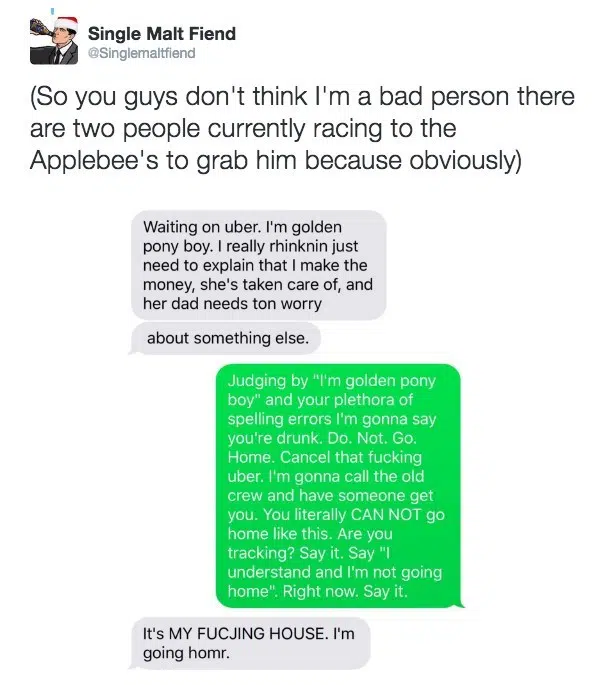 Single Malt Fiend
@Singlemaltfiend
(So you guys don't think I'm a bad person there
are two people currently racing to the
Applebee's to grab him because obviously)
Waiting on uber. I'm golden
pony boy. I really rhinknin just
need to explain that I make the
money, she's taken care of, and
her dad needs ton worry
about something else.
Judging by "I'm golden pony
boy" and your plethora of
spelling errors I'm gonna say
you're drunk. Do. Not. Go.
Home. Cancel that fucking
uber. I'm gonna call the old
crew and have someone get
you. You literally CAN NOT go
home like this. Are you
tracking? Say it. Say "I
understand and I'm not going
home". Right now. Say it.
It's MY FUCJING HOUSE. I'm
going homr.